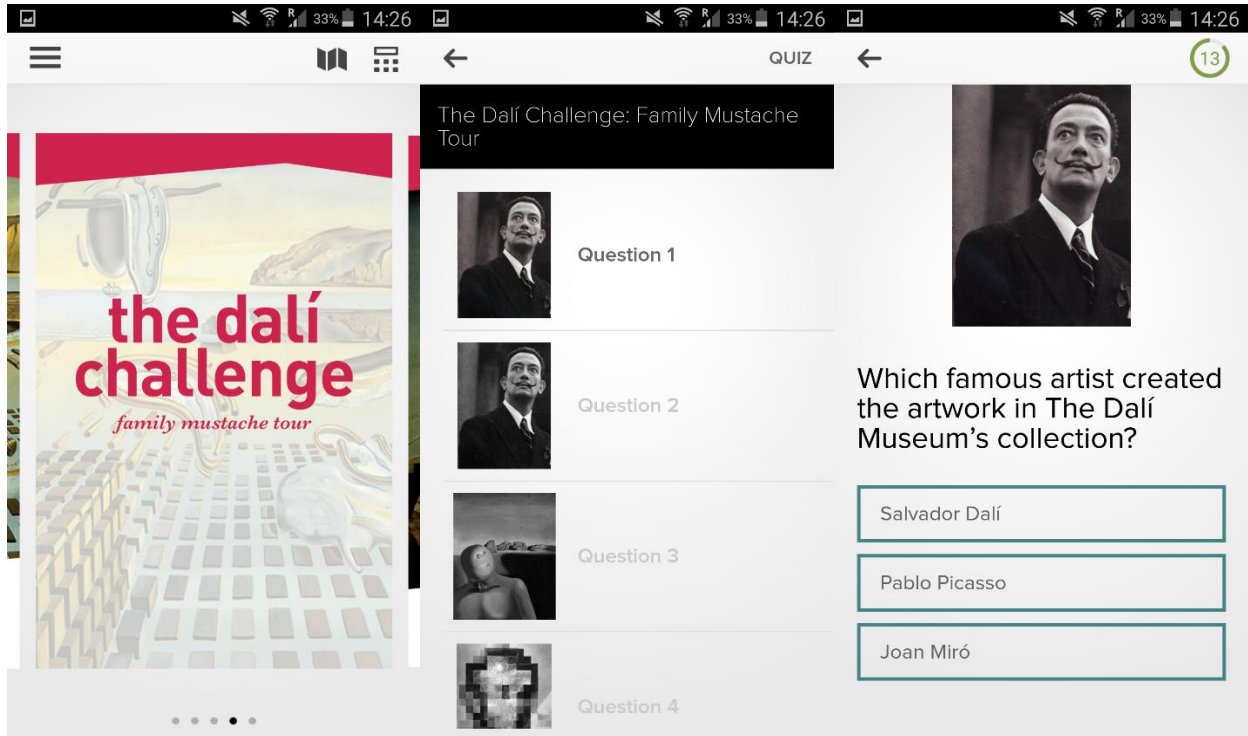 R
33%
14:26
the dalí
challenge
family mustache tour
R
33%
14:26
QUIZ
The Dalí Challenge: Family Mustache
Tour
Question 1
Question 2
Question 3
Question 4
R
33%
14:26
13
Which famous artist created
the artwork in The Dalí
Museum’s collection?
Salvador Dalí
Pablo Picasso
Joan Miró